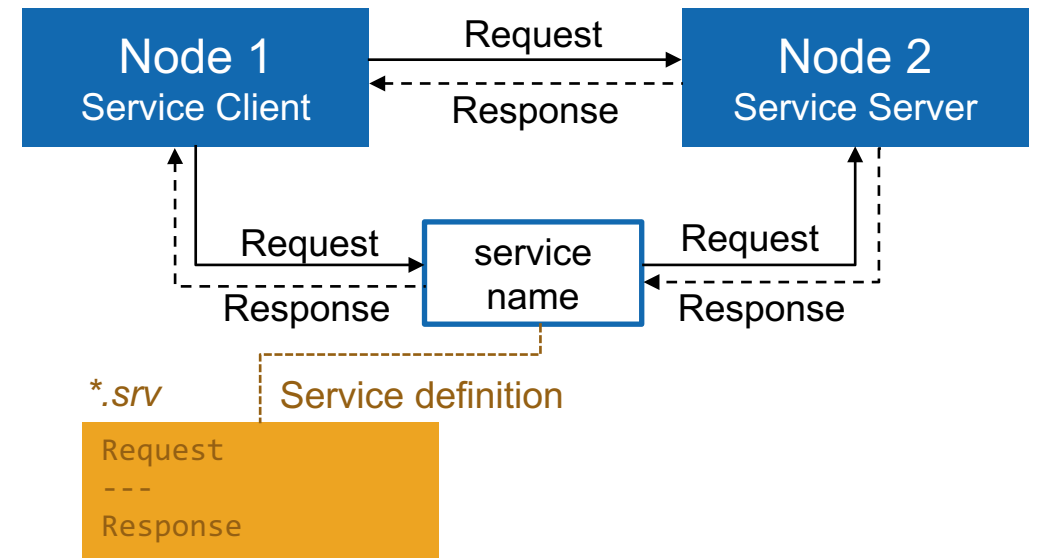 Node 1
Service Client
Request
Response
Node 2
Service Server
Request
Response
service
name
Request
Response
*.srv
Service definition
Request
---
Response